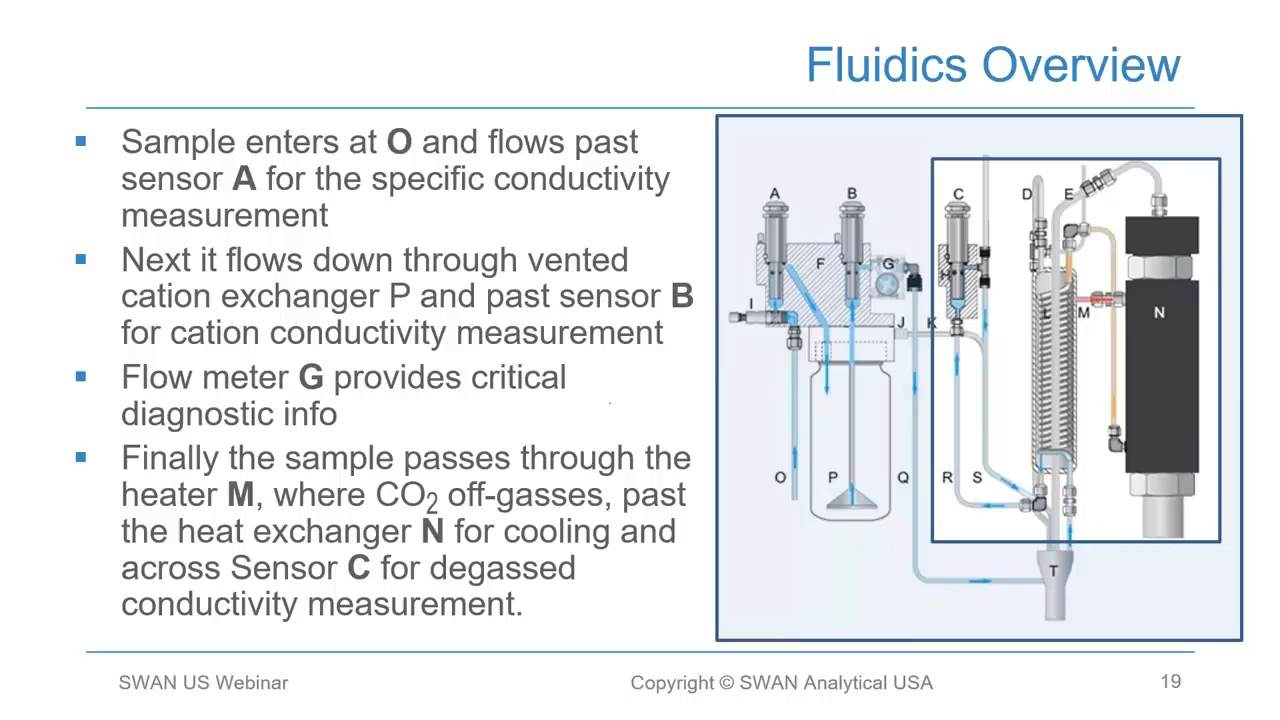 Fluidics Overview
▪ Sample enters at O and flows past
sensor A for the specific conductivity
measurement
▪ Next it flows down through vented
cation exchanger P and past sensor B
for cation conductivity measurement
▪ Flow meter G provides critical
diagnostic info
▪ Finally the sample passes through the
heater M, where CO2 off-gasses, past
the heat exchanger N for cooling and
across Sensor C for degassed
conductivity measurement.
A
B
C
D
E
F
G
H
I
J
K
L
M
N
O
P
Q
R
S
T
SWAN US Webinar
Copyright © SWAN Analytical USA
19